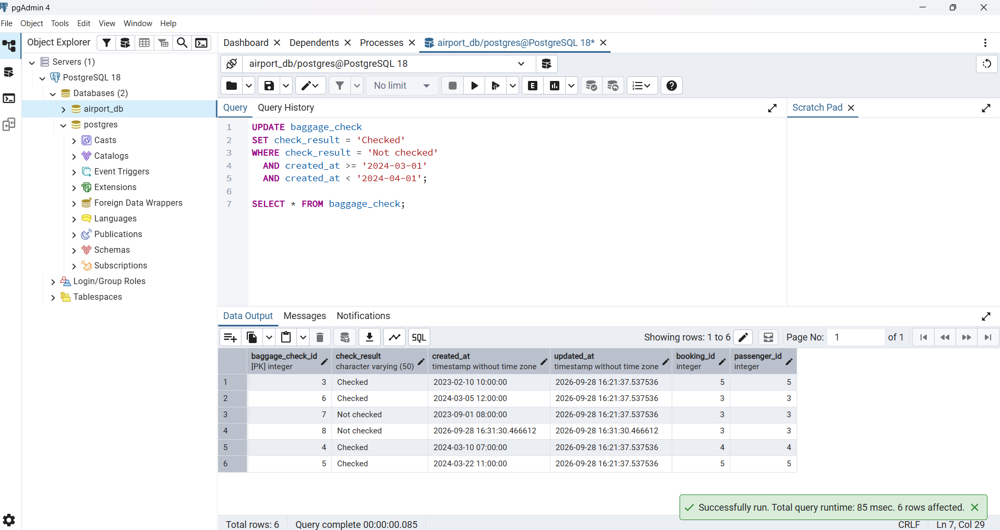 pgAdmin 4
File Object Tools Edit View Window Help
Object Explorer
Servers (1)
PostgreSQL 18
Databases (2)
airport_db
postgres
Casts
Catalogs
Event Triggers
Extensions
Foreign Data Wrappers
Languages
Publications
Schemas
Subscriptions
Login/Group Roles
Tablespaces
Dashboard Dependents Processes airport_db/postgres@PostgreSQL 18*
airport_db/postgres@PostgreSQL 18
No limit E
Query Query History
Scratch Pad
1 UPDATE baggage_check
2 SET check_result = 'Checked'
3 WHERE check_result = 'Not checked'
4 AND created_at >= '2024-03-01'
5 AND created_at < '2024-04-01';
6
7 SELECT * FROM baggage_check;
Data Output Messages Notifications
SQL Showing rows: 1 to 6 Page No: 1 of 1
baggage_check_id check_result created_at updated_at booking_id passenger_id
[PK] integer character varying (50) timestamp without time zone timestamp without time zone integer integer
1 3 Checked 2023-02-10 10:00:00 2026-09-28 16:21:37.537536 5 5
2 6 Checked 2024-03-05 12:00:00 2026-09-28 16:21:37.537536 3 3
3 7 Not checked 2023-09-01 08:00:00 2026-09-28 16:21:37.537536 3 3
4 8 Not checked 2026-09-28 16:31:30.466612 2026-09-28 16:31:30.466612 3 3
5 4 Checked 2024-03-10 07:00:00 2026-09-28 16:21:37.537536 4 4
6 5 Checked 2024-03-22 11:00:00 2026-09-28 16:21:37.537536 5 5
Successfully run. Total query runtime: 85 msec. 6 rows affected.
Total rows: 6 Query complete 00:00:00.085 CRLF Ln 7, Col 29